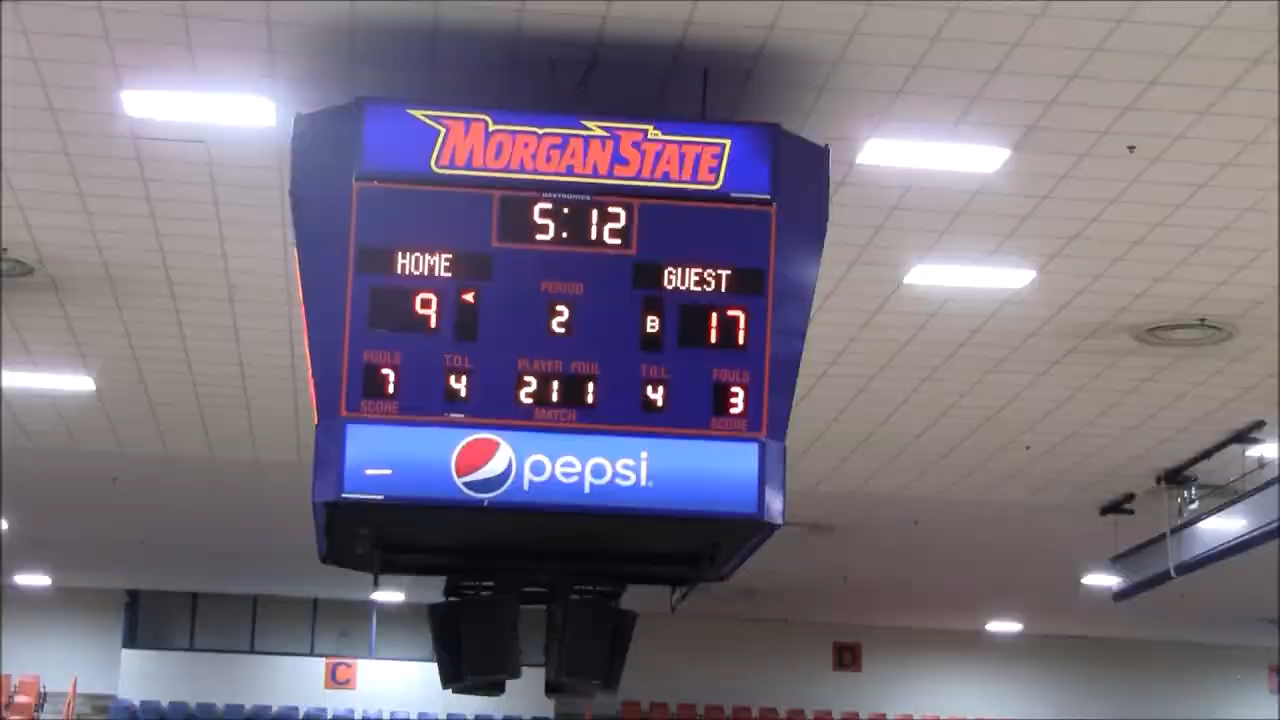 MORGAN STATE
DAKTRONICS
5:12
HOME
GUEST
PERIOD
9
2
B
17
FOULS
T.O.L
PLAYER FOUL
T.O.L
FOULS
7
4
21 1
4
3
SCORE
MATCH
SCORE
pepsi
C
D